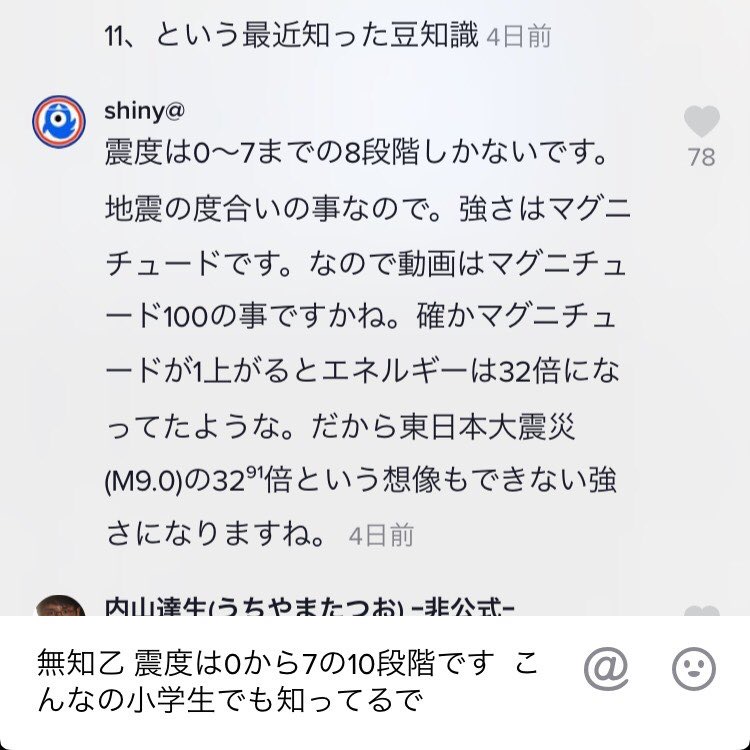 11、という最近知った豆知識 4日前
shiny@
震度は0〜7までの8段階しかないです。
地震の度合いの事なので。強さはマグニ
チュードです。なので動画はマグニチュ
ード100の事ですかね。確かマグニチュ
ードが1上がるとエネルギーは32倍にな
ってたような。だから東日本大震災
(M9.0)の32⁹¹倍という想像もできない強
さになりますね。 4日前
78
内山達生(うちやまたつお) -非公式-
無知乙 震度は0から7の10段階です こ
んなの小学生でも知ってるで
@